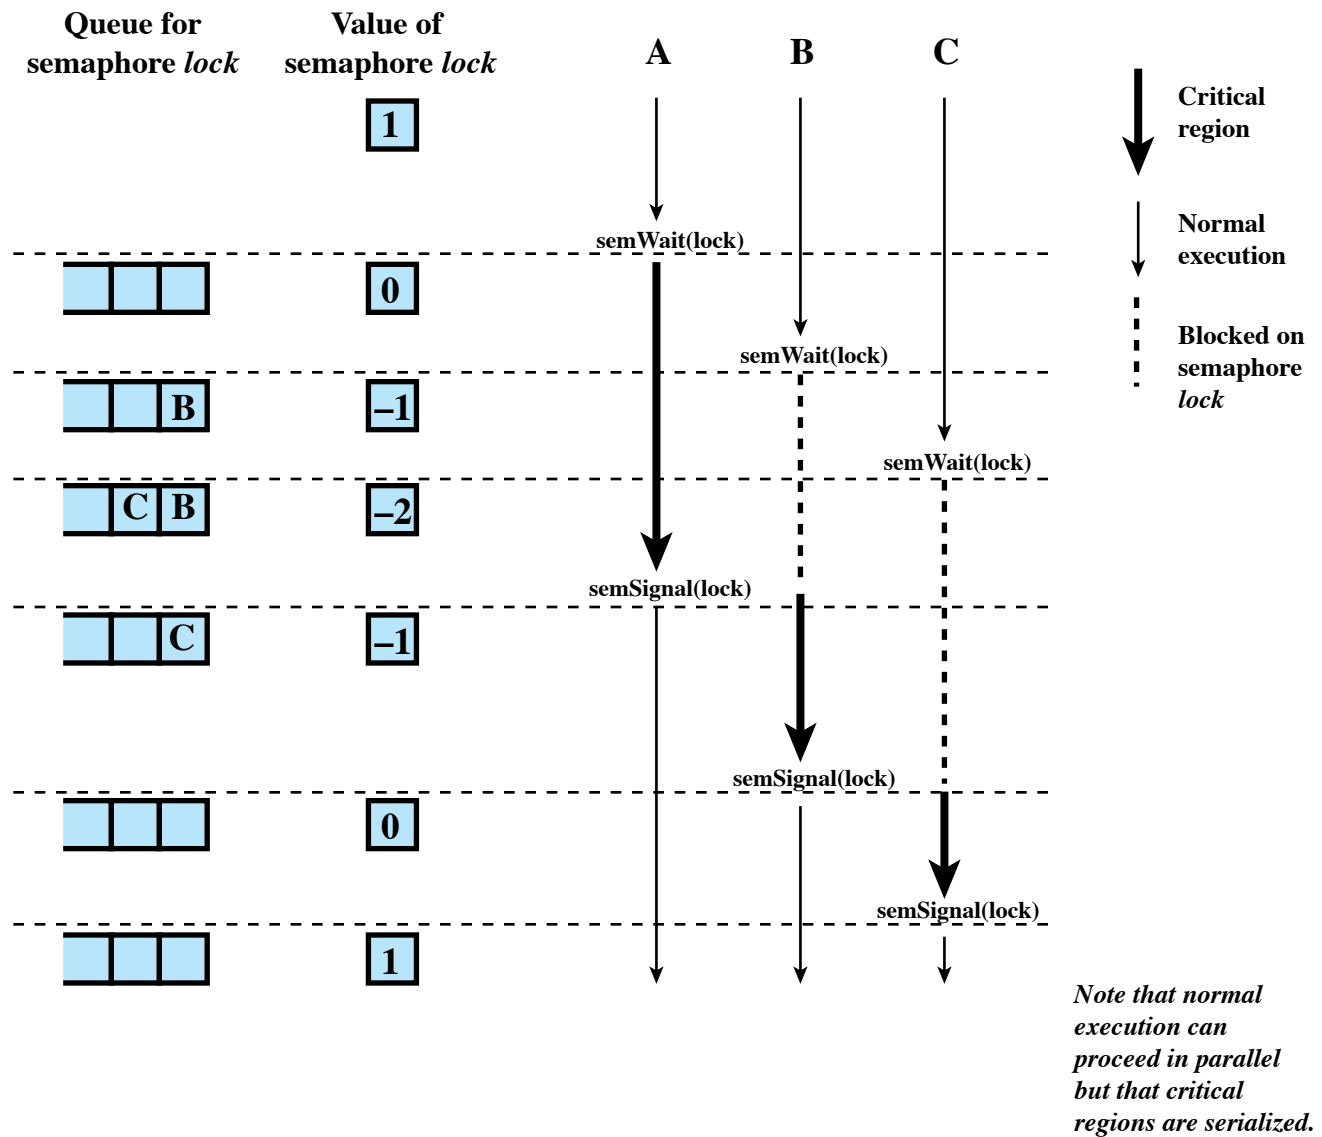 Queue for
semaphore lock
Value of
semaphore lock
A
B
C
1
Critical
region
Normal
execution
semWait(lock)
0
Blocked on
semaphore
lock
semWait(lock)
B
–1
semWait(lock)
C B
–2
semSignal(lock)
C
–1
semSignal(lock)
0
semSignal(lock)
1
Note that normal
execution can
proceed in parallel
but that critical
regions are serialized.